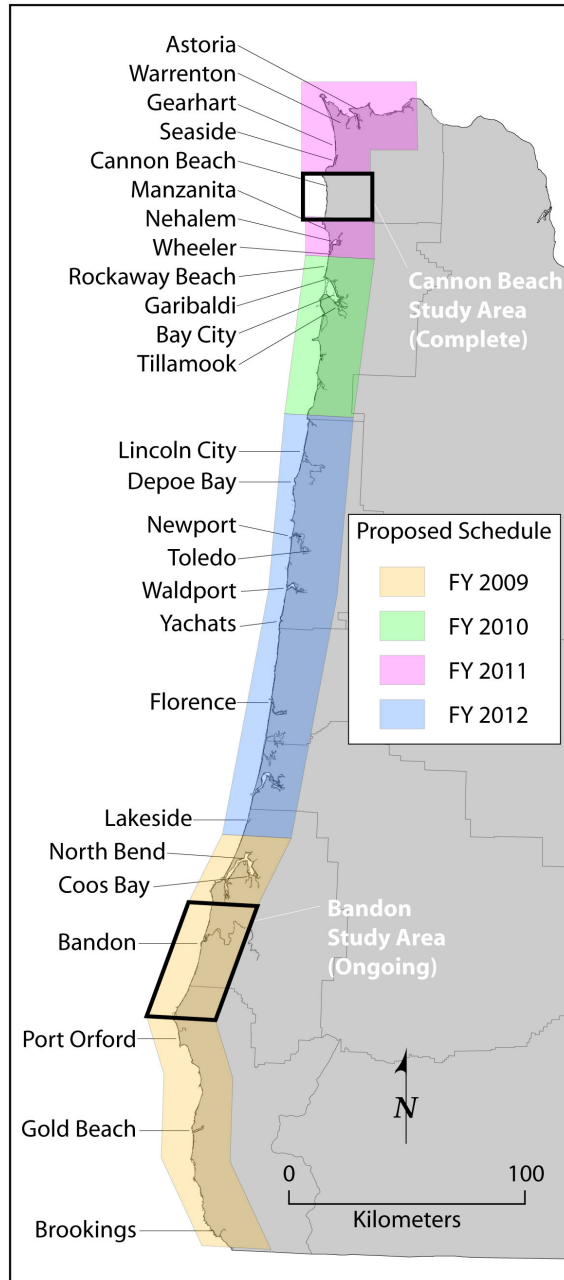 Astoria
Warrenton
Gearhart
Seaside
Cannon Beach
Manzanita
Nehalem
Wheeler
Rockaway Beach
Garibaldi
Bay City
Tillamook
Cannon Beach
Study Area
(Complete)
Lincoln City
Depoe Bay
Newport
Toledo
Waldport
Yachats
Florence
Lakeside
North Bend
Coos Bay
Bandon
Port Orford
Gold Beach
Brookings
Proposed Schedule
FY 2009
FY 2010
FY 2011
FY 2012
Bandon
Study Area
(Ongoing)
N
0 100
Kilometers